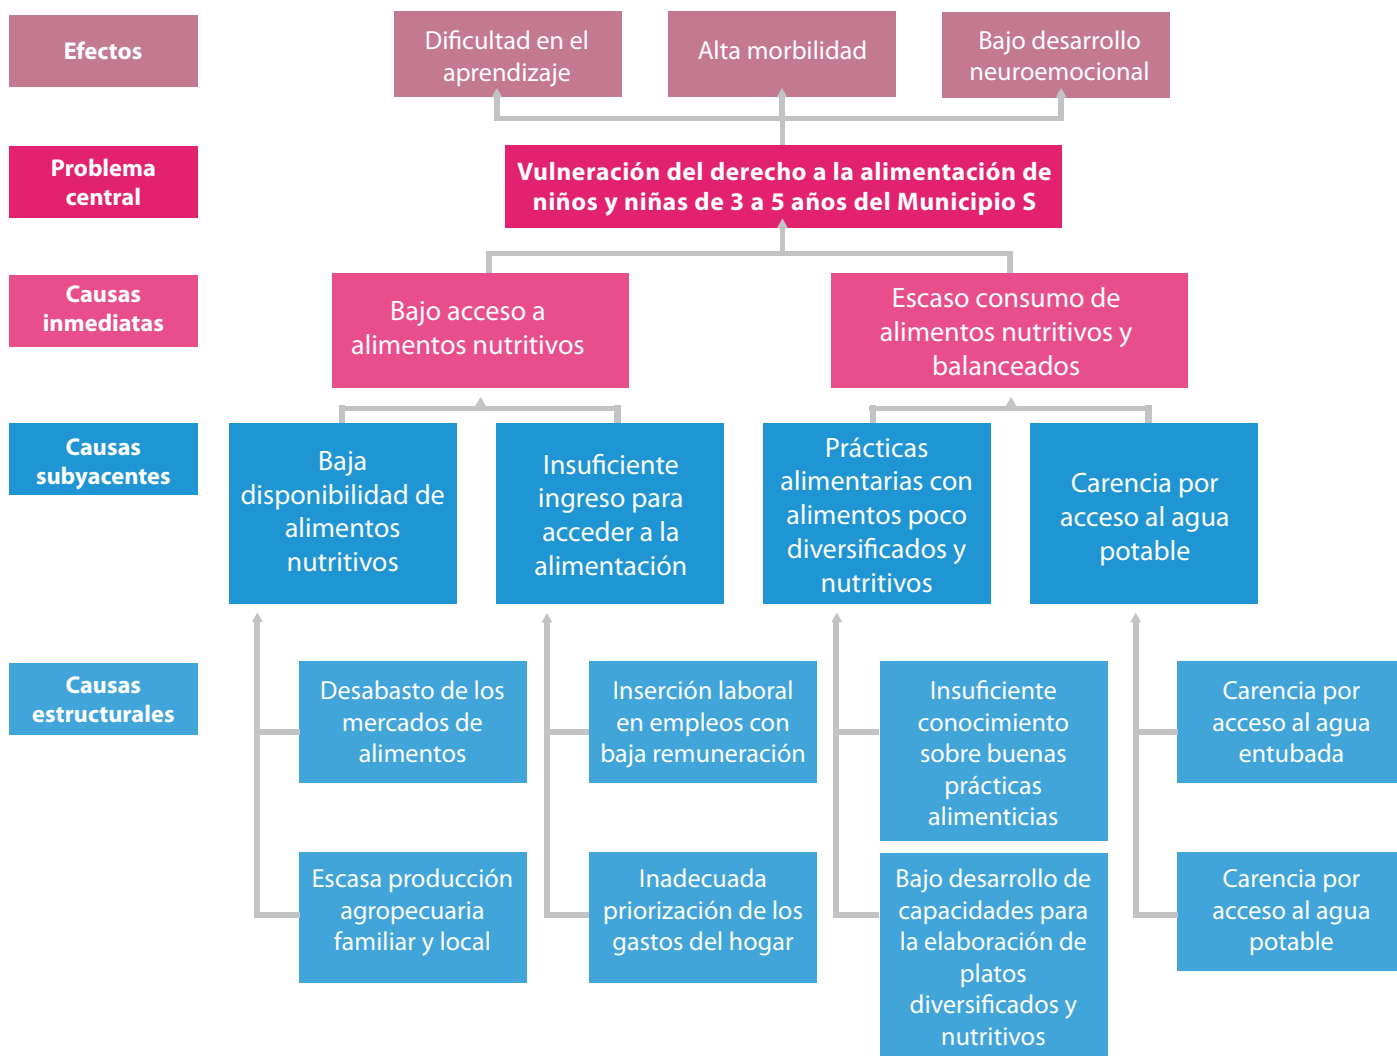 Efectos
Dificultad en el
aprendizaje
Alta morbilidad
Bajo desarrollo
neuroemocional
Problema
central
Vulneración del derecho a la alimentación de
niños y niñas de 3 a 5 años del Municipio S
Causas
inmediatas
Bajo acceso a
alimentos nutritivos
Escaso consumo de
alimentos nutritivos y
balanceados
Causas
subyacentes
Baja
disponibilidad de
alimentos
nutritivos
Insuficiente
ingreso para
acceder a la
alimentación
Prácticas
alimentarias con
alimentos poco
diversificados y
nutritivos
Carencia por
acceso al agua
potable
Causas
estructurales
Desabasto de los
mercados de
alimentos
Inserción laboral
en empleos con
baja remuneración
Insuficiente
conocimiento
sobre buenas
prácticas
alimenticias
Carencia por
acceso al agua
entubada
Escasa producción
agropecuaria
familiar y local
Inadecuada
priorización de los
gastos del hogar
Bajo desarrollo de
capacidades para
la elaboración de
platos
diversificados y
nutritivos
Carencia por
acceso al agua
potable